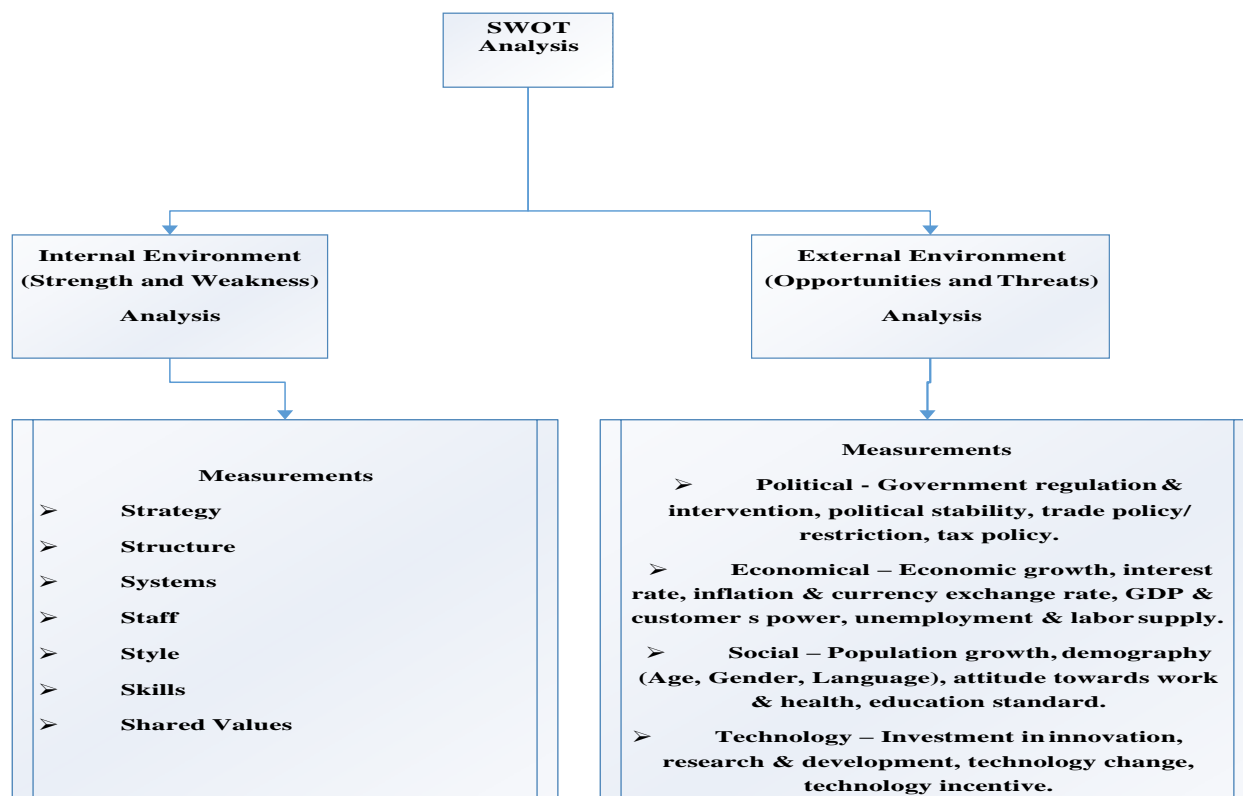 SWOT
Analysis
Internal Environment
(Strength and Weakness)
Analysis
External Environment
(Opportunities and Threats)
Analysis
Measurements
➢ Strategy
➢ Structure
➢ Systems
➢ Staff
➢ Style
➢ Skills
➢ Shared Values
Measurements
➢ Political - Government regulation &
intervention, political stability, trade policy/
restriction, tax policy.
➢ Economical – Economic growth, interest
rate, inflation & currency exchange rate, GDP &
customer s power, unemployment & labor supply.
➢ Social – Population growth, demography
(Age, Gender, Language), attitude towards work
& health, education standard.
➢ Technology – Investment in innovation,
research & development, technology change,
technology incentive.